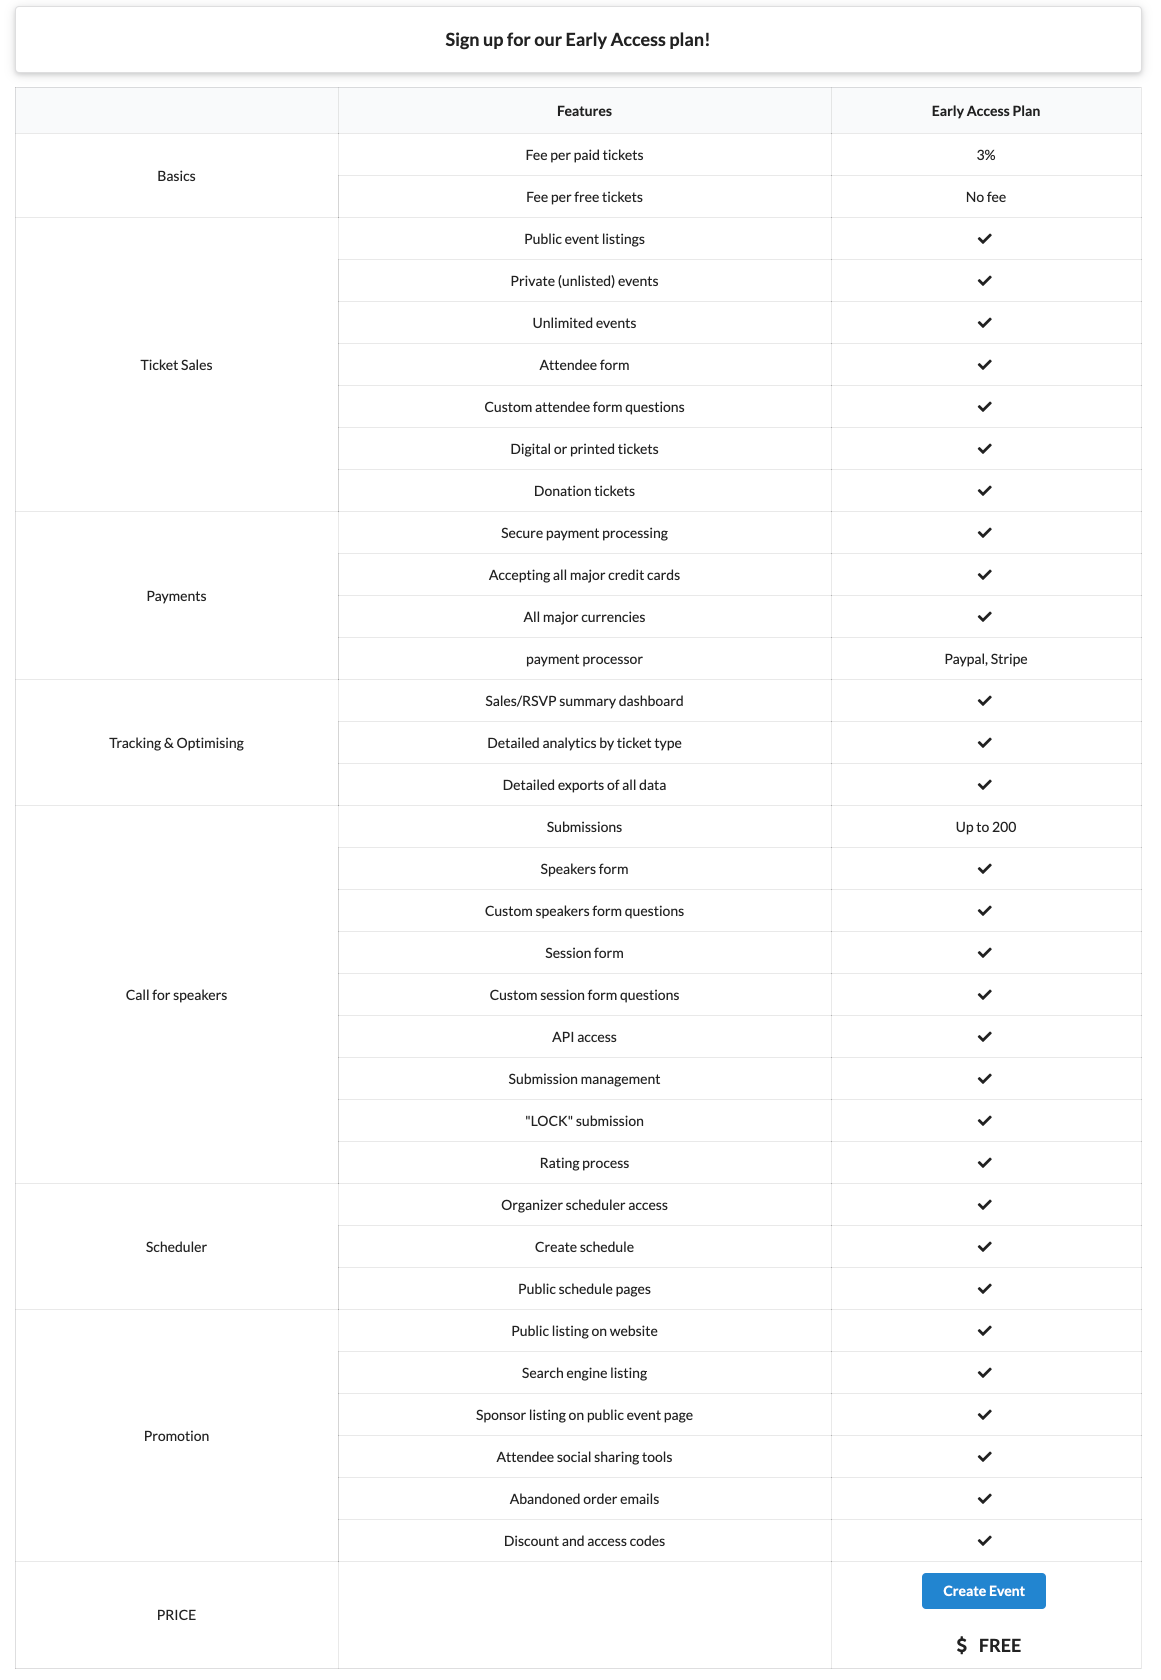 Sign up for our Early Access plan!
Features Early Access Plan
Basics
Fee per paid tickets 3%
Fee per free tickets No fee
Ticket Sales
Public event listings ✔
Private (unlisted) events ✔
Unlimited events ✔
Attendee form ✔
Custom attendee form questions ✔
Digital or printed tickets ✔
Donation tickets ✔
Payments
Secure payment processing ✔
Accepting all major credit cards ✔
All major currencies ✔
payment processor Paypal, Stripe
Tracking & Optimising
Sales/RSVP summary dashboard ✔
Detailed analytics by ticket type ✔
Detailed exports of all data ✔
Call for speakers
Submissions Up to 200
Speakers form ✔
Custom speakers form questions ✔
Session form ✔
Custom session form questions ✔
API access ✔
Submission management ✔
"LOCK" submission ✔
Rating process ✔
Scheduler
Organizer scheduler access ✔
Create schedule ✔
Public schedule pages ✔
Promotion
Public listing on website ✔
Search engine listing ✔
Sponsor listing on public event page ✔
Attendee social sharing tools ✔
Abandoned order emails ✔
Discount and access codes ✔
PRICE
Create Event
$ FREE